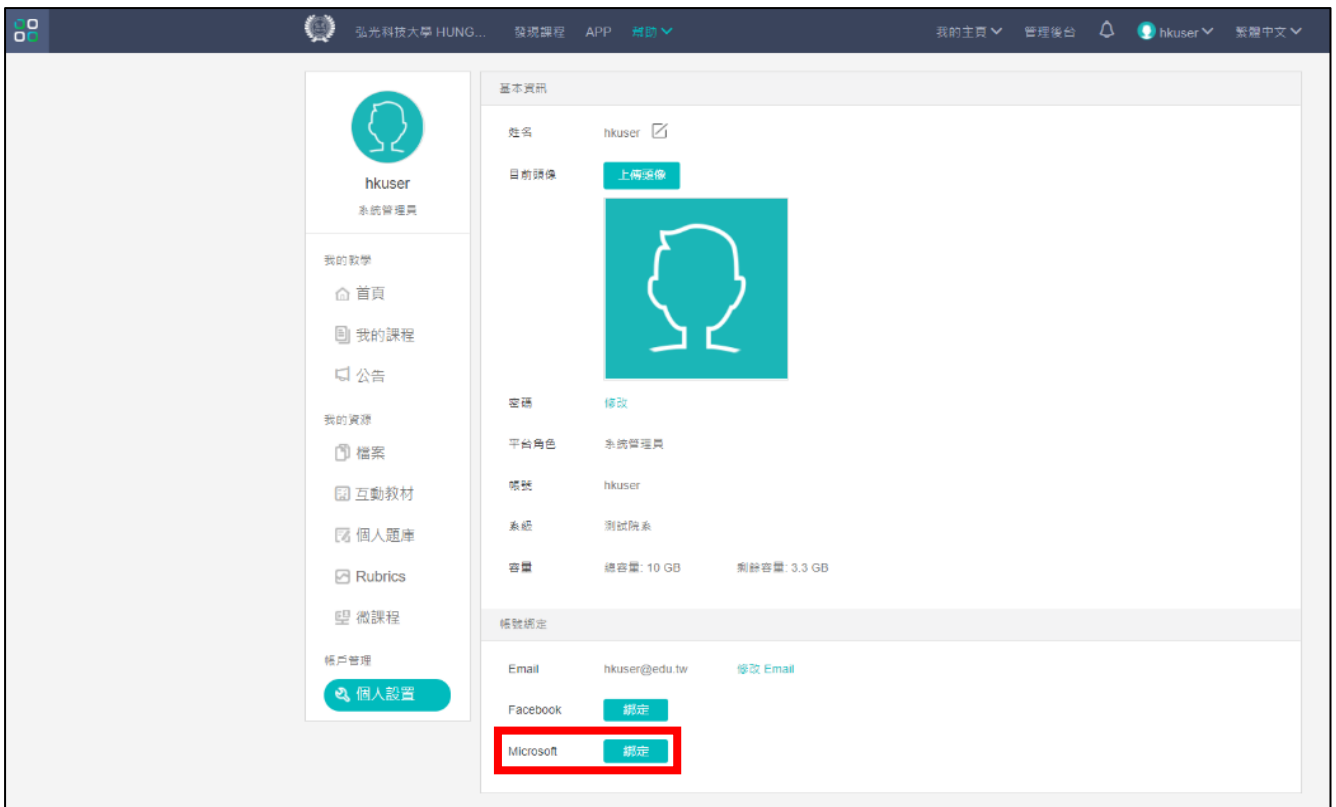 弘光科技大學 HUNG... 發現課程 APP 幫助 我的主頁 管理後台 hkuser 繁體中文
hkuser
系統管理員
我的教學
首頁
我的課程
公告
我的資源
檔案
互動教材
個人題庫
Rubrics
微課程
帳戶管理
個人設置
基本資訊
姓名 hkuser
目前頭像 上傳頭像
密碼 修改
平台角色 系統管理員
帳號 hkuser
系級 測試院系
容量 總容量: 10 GB 剩餘容量: 3.3 GB
帳號綁定
Email hkuser@edu.tw 修改 Email
Facebook 綁定
Microsoft 綁定